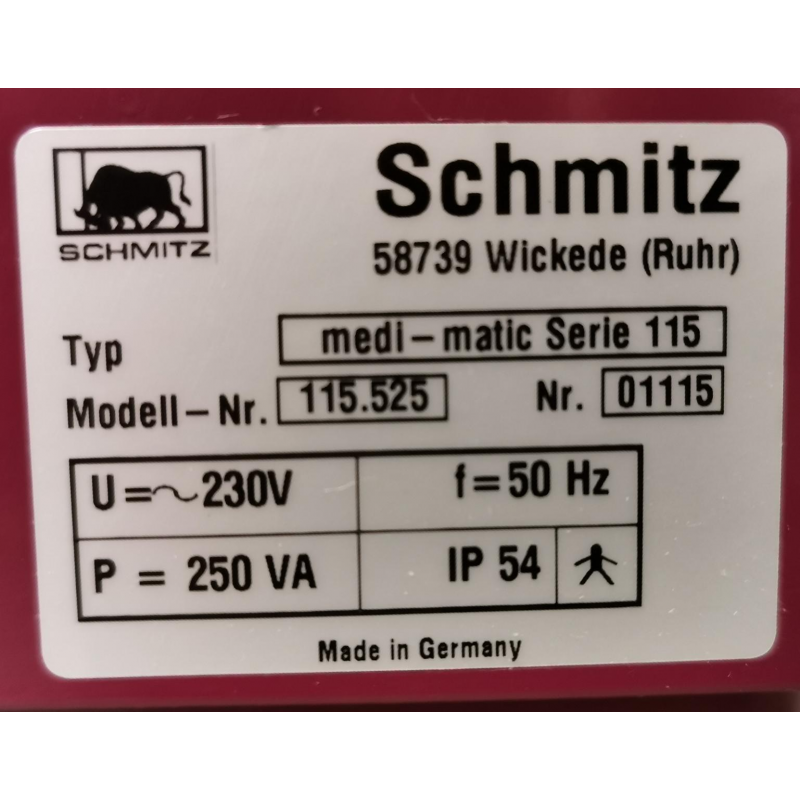 SCHMITZ
Schmitz
58739 Wickede (Ruhr)
Typ medi-matic Serie 115
Modell-Nr. 115.525 Nr. 01115
U=~230V f=50 Hz
P = 250 VA IP 54
Made in Germany